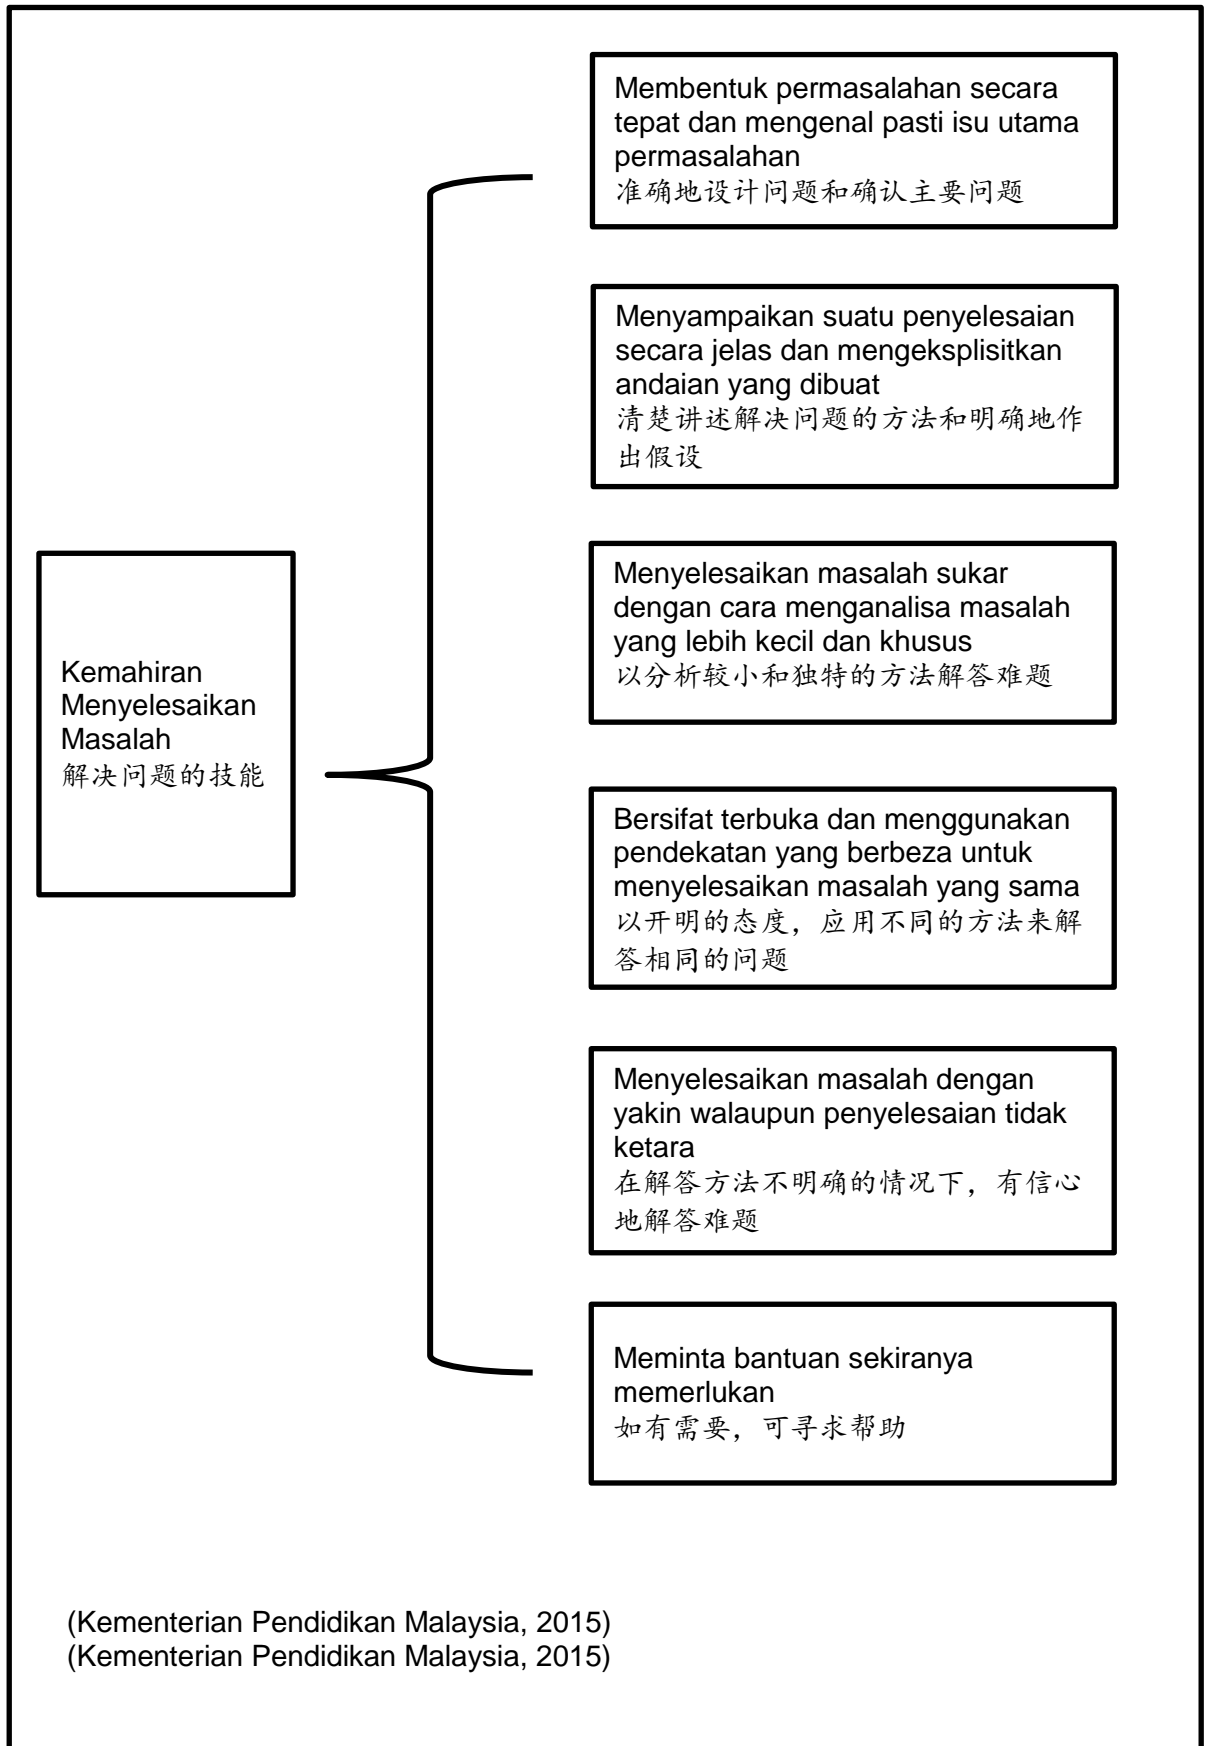 Membentuk permasalahan secara
tepat dan mengenal pasti isu utama
permasalahan
准确地设计问题和确认主要问题
Menyampaikan suatu penyelesaian
secara jelas dan mengeksplisitkan
andaian yang dibuat
清楚讲述解决问题的方法和明确地作
出假设
Menyelesaikan masalah sukar
dengan cara menganalisa masalah
yang lebih kecil dan khusus
以分析较小和独特的方法解答难题
Kemahiran
Menyelesaikan
Masalah
解决问题的技能
Bersifat terbuka dan menggunakan
pendekatan yang berbeza untuk
menyelesaikan masalah yang sama
以开明的态度，应用不同的方法来解
答相同的问题
Menyelesaikan masalah dengan
yakin walaupun penyelesaian tidak
ketara
在解答方法不明确的情况下，有信心
地解答难题
Meminta bantuan sekiranya
memerlukan
如有需要，可寻求帮助
(Kementerian Pendidikan Malaysia, 2015)
(Kementerian Pendidikan Malaysia, 2015)